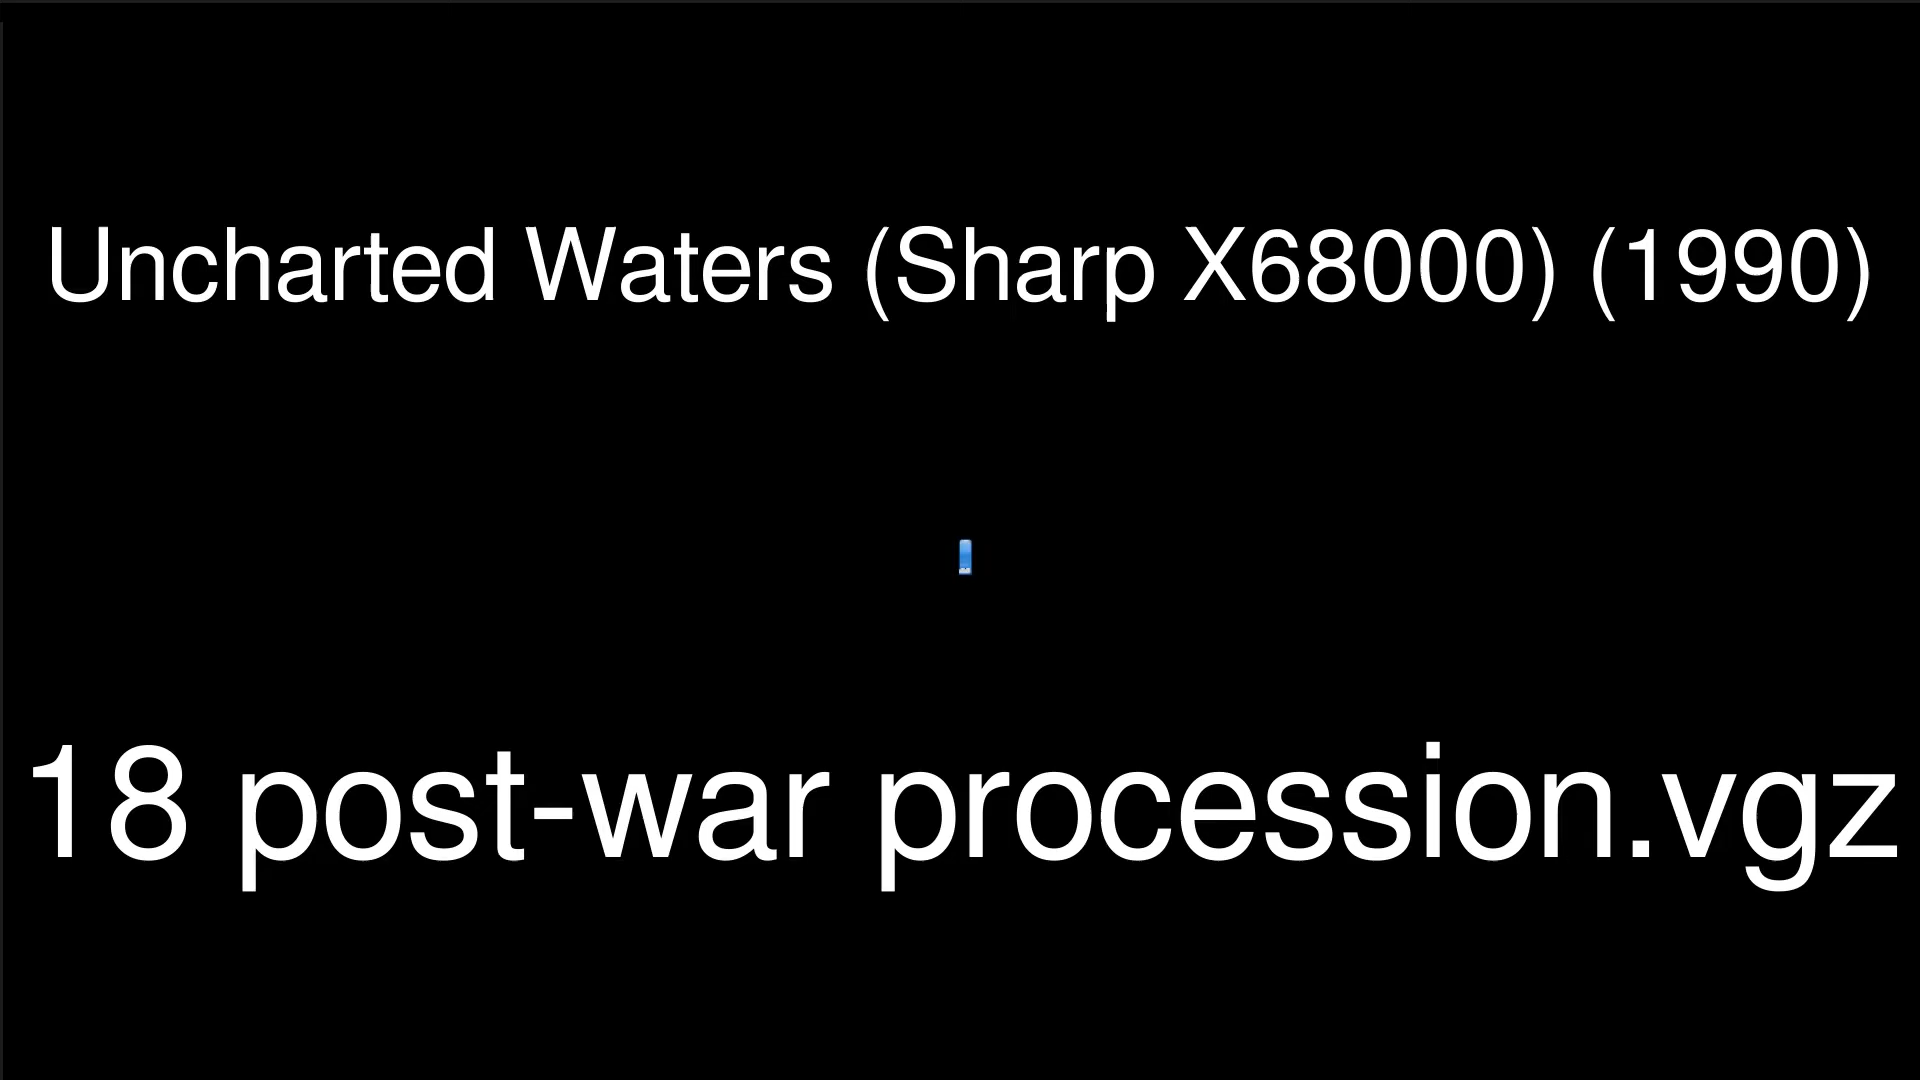 Uncharted Waters (Sharp X68000) (1990)
18 post-war procession.vgz